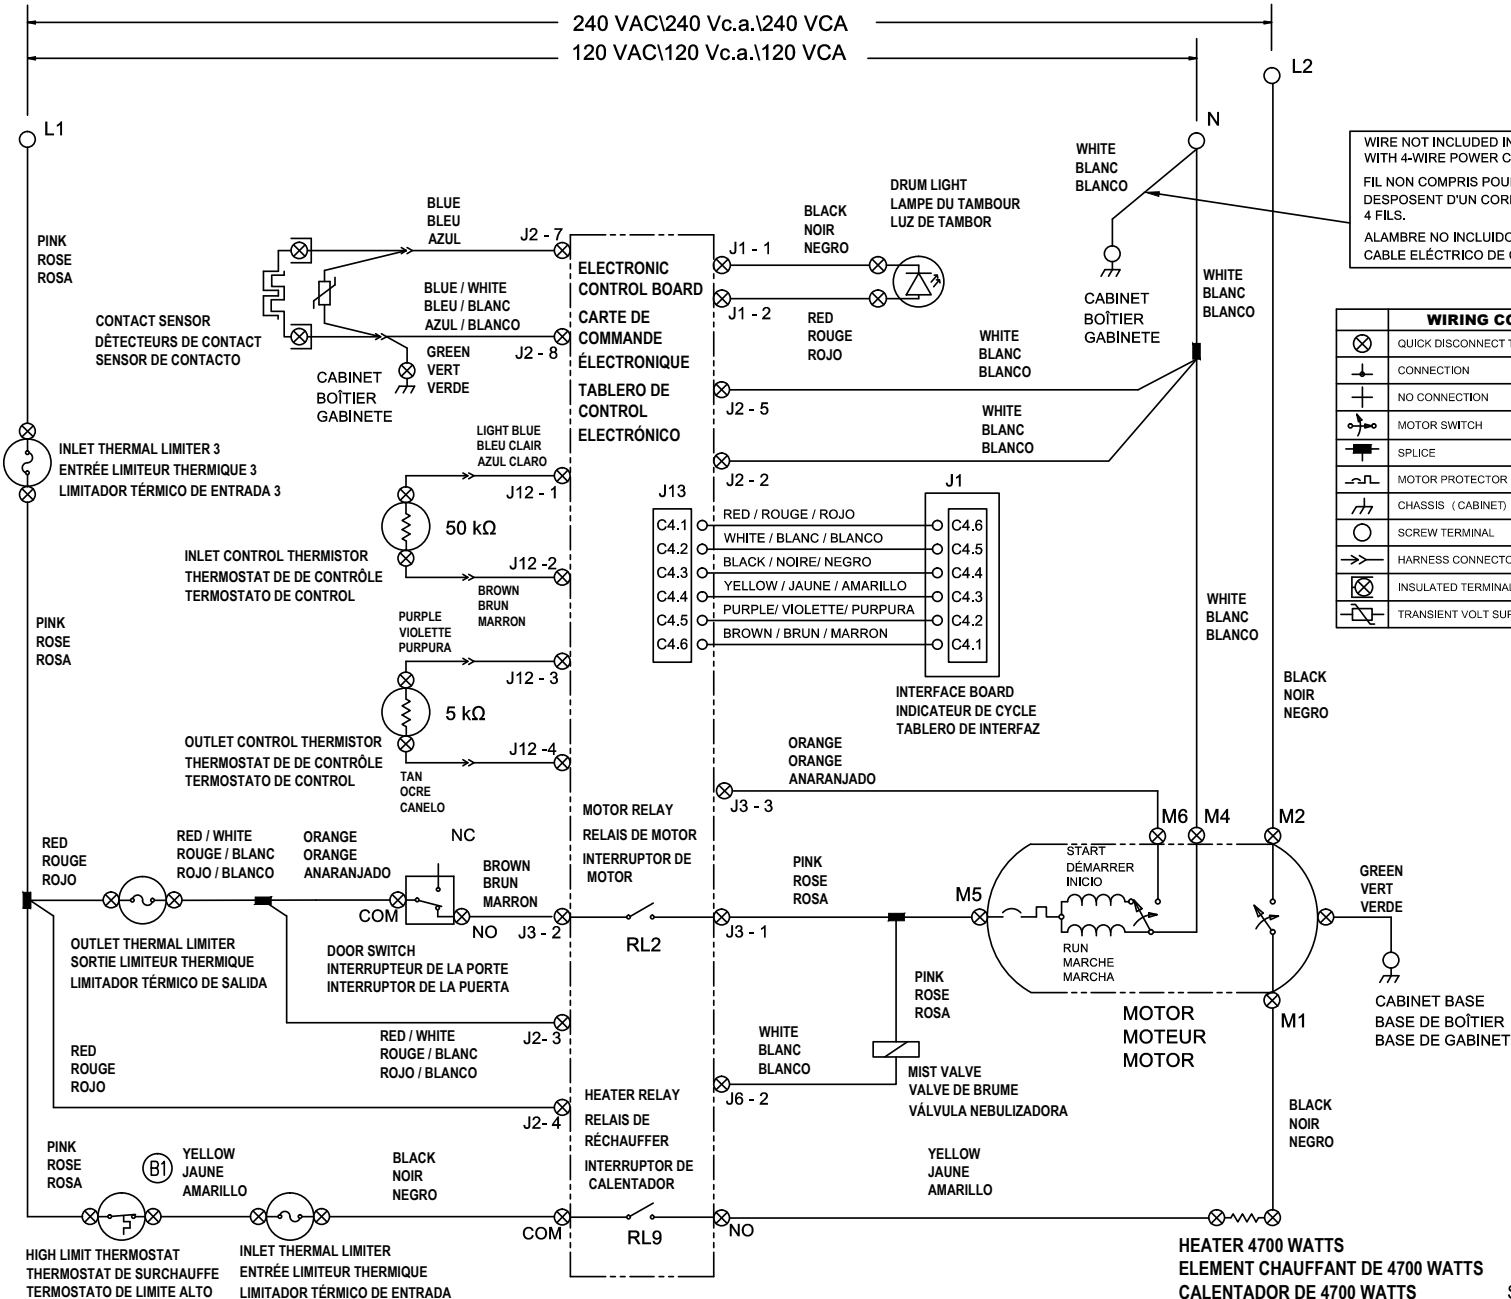 240 VAC\240 Vc.a.\240 VCA
120 VAC\120 Vc.a.\120 VCA
L1
N
L2
WHITE
BLANC
BLANCO
WIRE NOT INCLUDED IN
WITH 4-WIRE POWER C
FIL NON COMPRIS POU
DESPOSENT D'UN COR
4 FILS.
ALAMBRE NO INCLUIDO
CABLE ELÉCTRICO DE
PINK
ROSE
ROSA
BLUE
BLEU
AZUL
J2 - 7
BLUE / WHITE
BLEU / BLANC
AZUL / BLANCO
J2 - 8
CONTACT SENSOR
DÊTECTEURS DE CONTACT
SENSOR DE CONTACTO
GREEN
VERT
VERDE
CABINET
BOÎTIER
GABINETE
ELECTRONIC
CONTROL BOARD
CARTE DE
COMMANDE
ÉLECTRONIQUE
TABLERO DE
CONTROL
ELECTRÓNICO
J1 - 1
J1 - 2
BLACK
NOIR
NEGRO
RED
ROUGE
ROJO
DRUM LIGHT
LAMPE DU TAMBOUR
LUZ DE TAMBOR
CABINET
BOÎTIER
GABINETE
WHITE
BLANC
BLANCO
WHITE
BLANC
BLANCO
J2 - 5
WHITE
BLANC
BLANCO
J2 - 2
WIRING CO
QUICK DISCONNECT T
CONNECTION
NO CONNECTION
MOTOR SWITCH
SPLICE
MOTOR PROTECTOR
CHASSIS ( CABINET)
SCREW TERMINAL
HARNESS CONNECTO
INSULATED TERMINAL
TRANSIENT VOLT SUP
INLET THERMAL LIMITER 3
ENTRÉE LIMITEUR THERMIQUE 3
LIMITADOR TÉRMICO DE ENTRADA 3
LIGHT BLUE
BLEU CLAIR
AZUL CLARO
J12 - 1
50 kΩ
INLET CONTROL THERMISTOR
THERMOSTAT DE DE CONTRÔLE
TERMOSTATO DE CONTROL
J12 -2
BROWN
BRUN
MARRON
PURPLE
VIOLETTE
PURPURA
J12 - 3
5 kΩ
OUTLET CONTROL THERMISTOR
THERMOSTAT DE DE CONTRÔLE
TERMOSTATO DE CONTROL
J12 -4
TAN
OCRE
CANELO
PINK
ROSE
ROSA
J13
J1
C4.1 RED / ROUGE / ROJO C4.6
C4.2 WHITE / BLANC / BLANCO C4.5
C4.3 BLACK / NOIRE/ NEGRO C4.4
C4.4 YELLOW / JAUNE / AMARILLO C4.3
C4.5 PURPLE/ VIOLETTE/ PURPURA C4.2
C4.6 BROWN / BRUN / MARRON C4.1
INTERFACE BOARD
INDICATEUR DE CYCLE
TABLERO DE INTERFAZ
WHITE
BLANC
BLANCO
BLACK
NOIR
NEGRO
ORANGE
ORANGE
ANARANJADO
J3 - 3
M6
M4
M2
MOTOR RELAY
RELAIS DE MOTOR
INTERRUPTOR DE
MOTOR
RED
ROUGE
ROJO
RED / WHITE
ROUGE / BLANC
ROJO / BLANCO
ORANGE
ORANGE
ANARANJADO
NC
BROWN
BRUN
MARRON
COM
NO
J3 - 2
RL2
J3 - 1
PINK
ROSE
ROSA
M5
START
DÉMARRER
INICIO
RUN
MARCHE
MARCHA
GREEN
VERT
VERDE
OUTLET THERMAL LIMITER
SORTIE LIMITEUR THERMIQUE
LIMITADOR TÉRMICO DE SALIDA
DOOR SWITCH
INTERRUPTEUR DE LA PORTE
INTERRUPTOR DE LA PUERTA
PINK
ROSE
ROSA
MOTOR
MOTEUR
MOTOR
M1
CABINET BASE
BASE DE BOÎTIER
BASE DE GABINET
RED / WHITE
ROUGE / BLANC
ROJO / BLANCO
J2- 3
RED
ROUGE
ROJO
WHITE
BLANC
BLANCO
MIST VALVE
VALVE DE BRUME
VÁLVULA NEBULIZADORA
J6 - 2
J2- 4
HEATER RELAY
RELAIS DE
RÉCHAUFFER
INTERRUPTOR DE
CALENTADOR
BLACK
NOIR
NEGRO
PINK
ROSE
ROSA
B1
YELLOW
JAUNE
AMARILLO
BLACK
NOIR
NEGRO
YELLOW
JAUNE
AMARILLO
COM
RL9
NO
HIGH LIMIT THERMOSTAT
THERMOSTAT DE SURCHAUFFE
TERMOSTATO DE LIMITE ALTO
INLET THERMAL LIMITER
ENTRÉE LIMITEUR THERMIQUE
LIMITADOR TÉRMICO DE ENTRADA
HEATER 4700 WATTS
ELEMENT CHAUFFANT DE 4700 WATTS
CALENTADOR DE 4700 WATTS